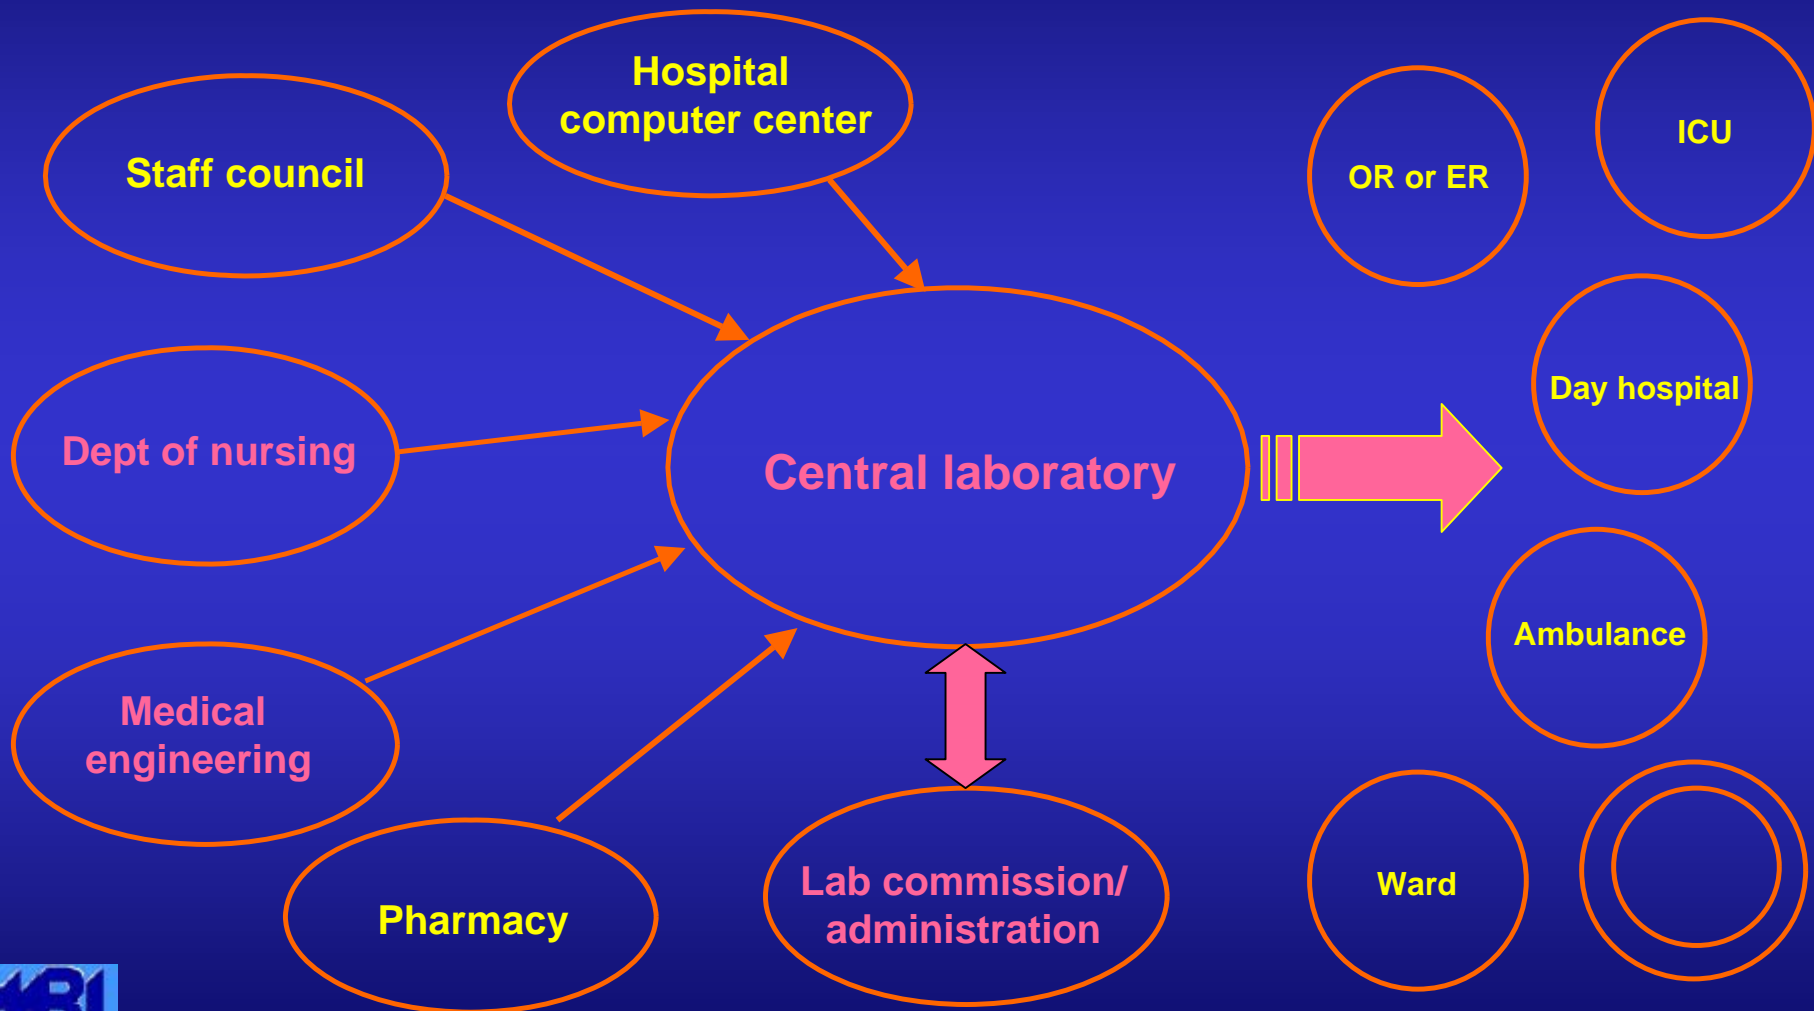 Hospital
computer center
Staff council
ICU
OR or ER
Day hospital
Dept of nursing
Central laboratory
Ambulance
Medical
engineering
Lab commission/
administration
Ward
Pharmacy